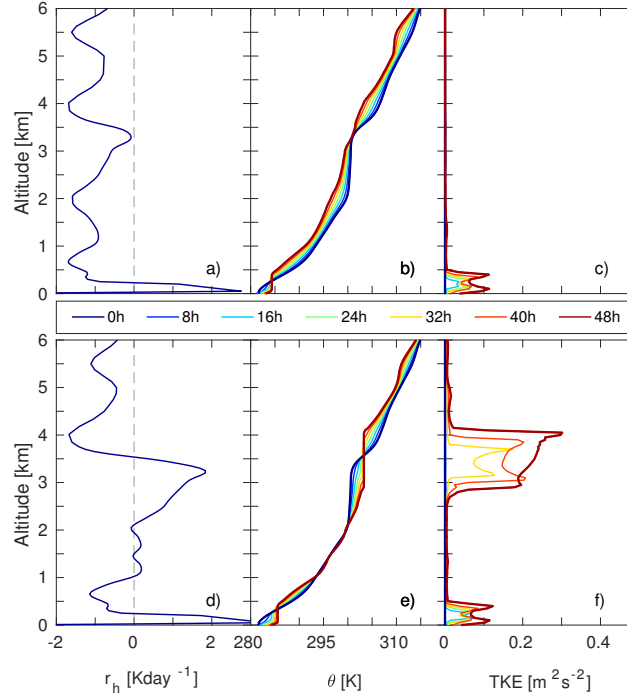 6
5
4
3
2
1
0
Altitude [km]
a)
b)
c)
0h 8h 16h 24h 32h 40h 48h
6
5
4
3
2
1
0
Altitude [km]
d)
e)
f)
-2 0 2 280 295 310 0 0.2 0.4
r_h [Kday⁻¹] θ [K] TKE [m²s⁻²]